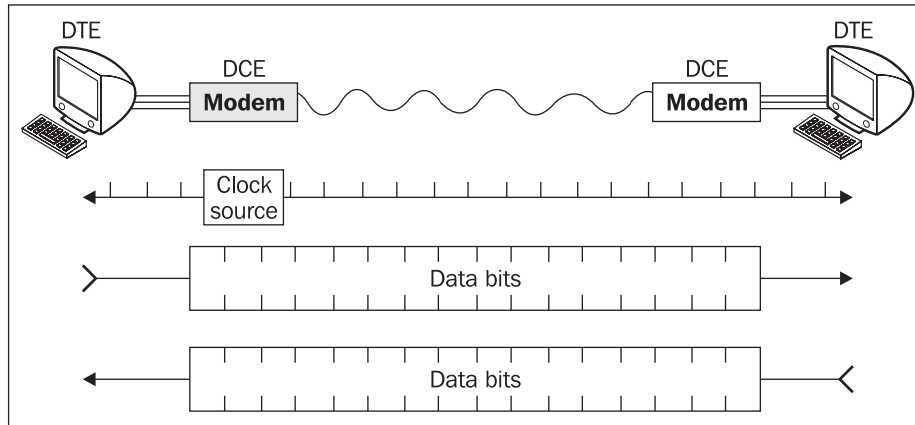 DTE
DTE
DCE
DCE
Modem
Modem
Clock
source
Data bits
Data bits